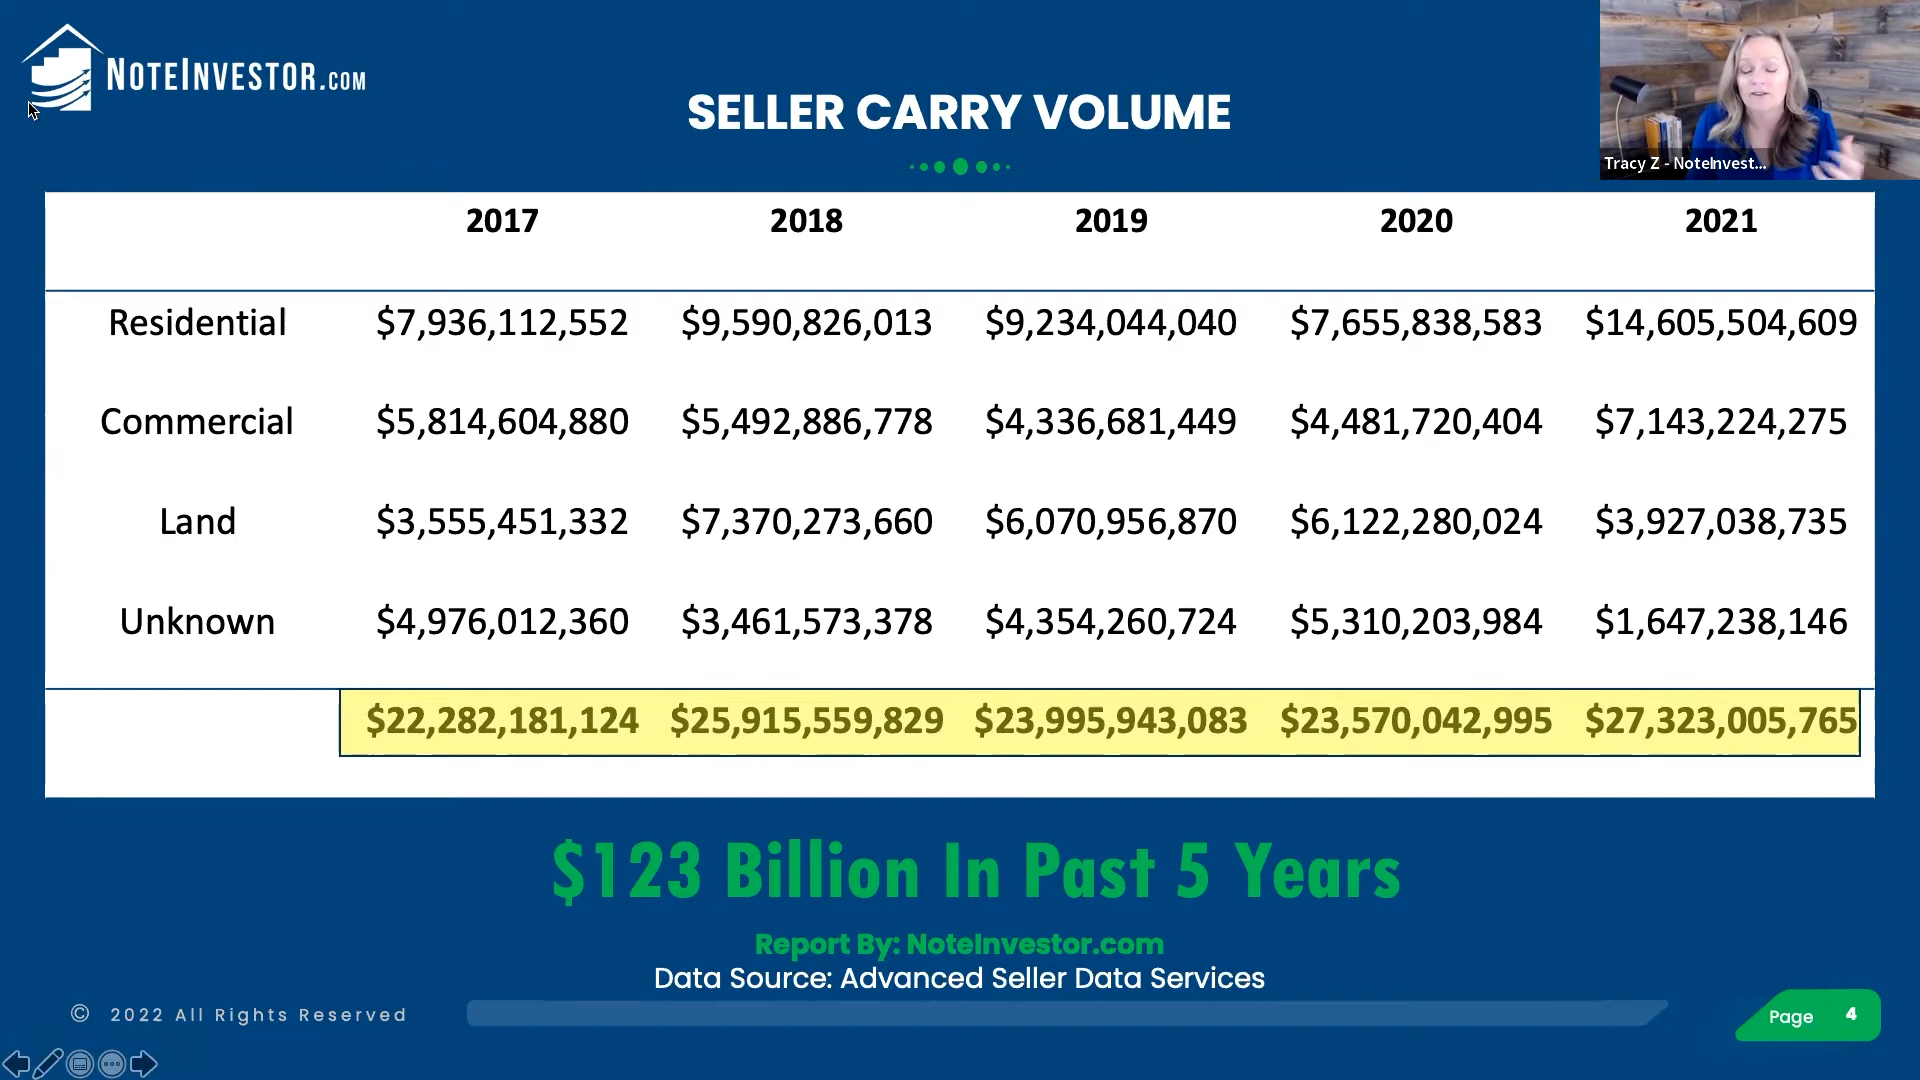 NOTEINVESTOR.COM
SELLER CARRY VOLUME
Tracy Z - NoteInvest...
2017 2018 2019 2020 2021
Residential $7,936,112,552 $9,590,826,013 $9,234,044,040 $7,655,838,583 $14,605,504,609
Commercial $5,814,604,880 $5,492,886,778 $4,336,681,449 $4,481,720,404 $7,143,224,275
Land $3,555,451,332 $7,370,273,660 $6,070,956,870 $6,122,280,024 $3,927,038,735
Unknown $4,976,012,360 $3,461,573,378 $4,354,260,724 $5,310,203,984 $1,647,238,146
$22,282,181,124 $25,915,559,829 $23,995,943,083 $23,570,042,995 $27,323,005,765
$123 Billion In Past 5 Years
Report By: NoteInvestor.com
Data Source: Advanced Seller Data Services
© 2022 All Rights Reserved
Page 4